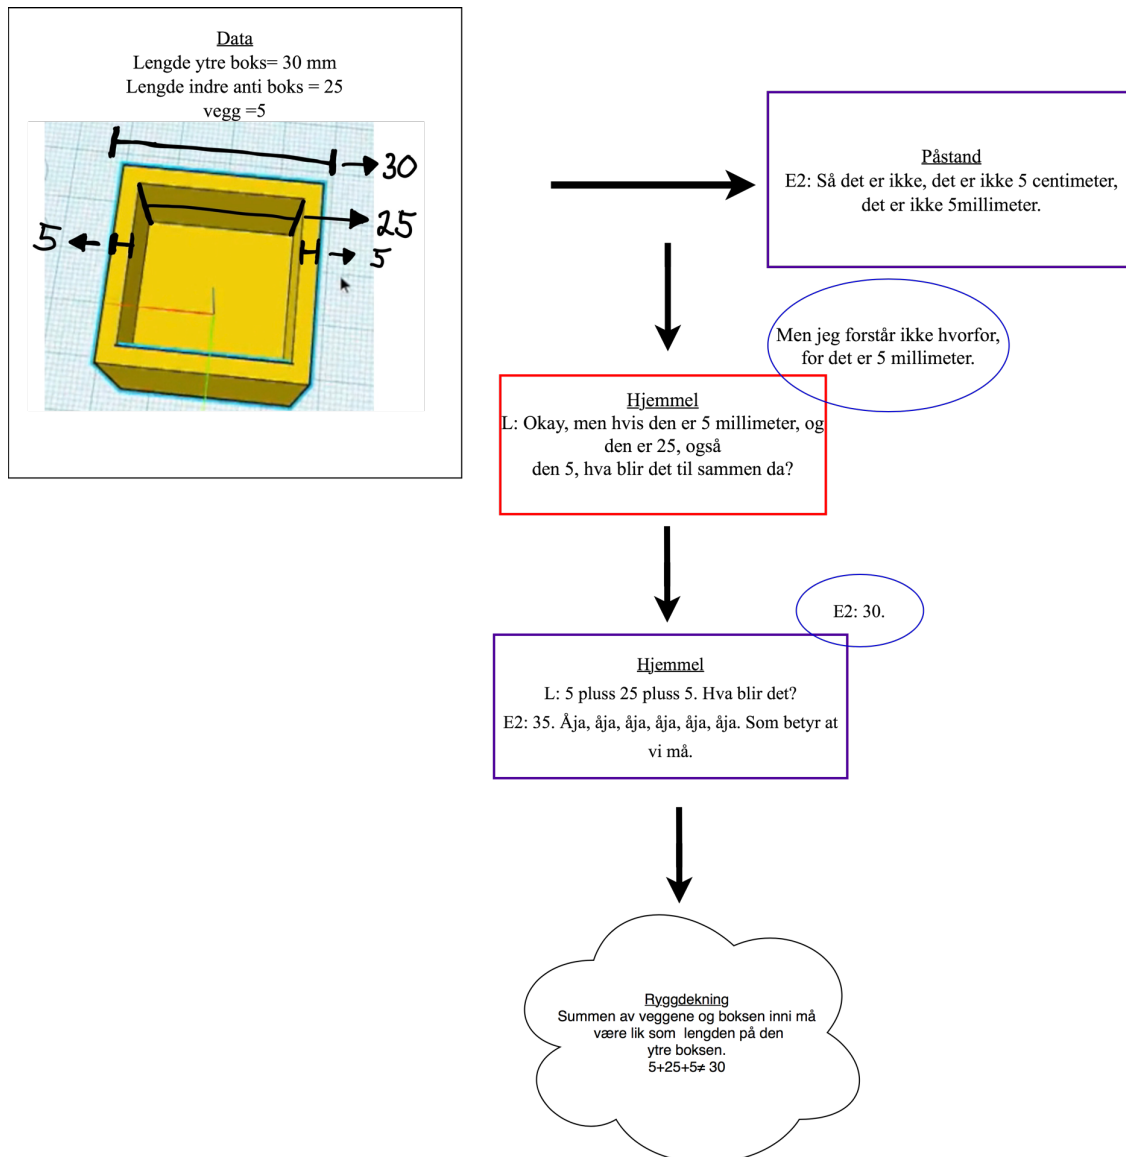 Data
Lengde ytre boks= 30 mm
Lengde indre anti boks = 25
vegg =5
30
25
5
5
Påstand
E2: Så det er ikke, det er ikke 5 centimeter,
det er ikke 5millimeter.
Men jeg forstår ikke hvorfor,
for det er 5 millimeter.
Hjemmel
L: Okay, men hvis den er 5 millimeter, og
den er 25, også
den 5, hva blir det til sammen da?
E2: 30.
Hjemmel
L: 5 pluss 25 pluss 5. Hva blir det?
E2: 35. Åja, åja, åja, åja, åja, åja. Som betyr at
vi må.
Ryggdekning
Summen av veggene og boksen inni må
være lik som lengden på den
ytre boksen.
5+25+5≠ 30